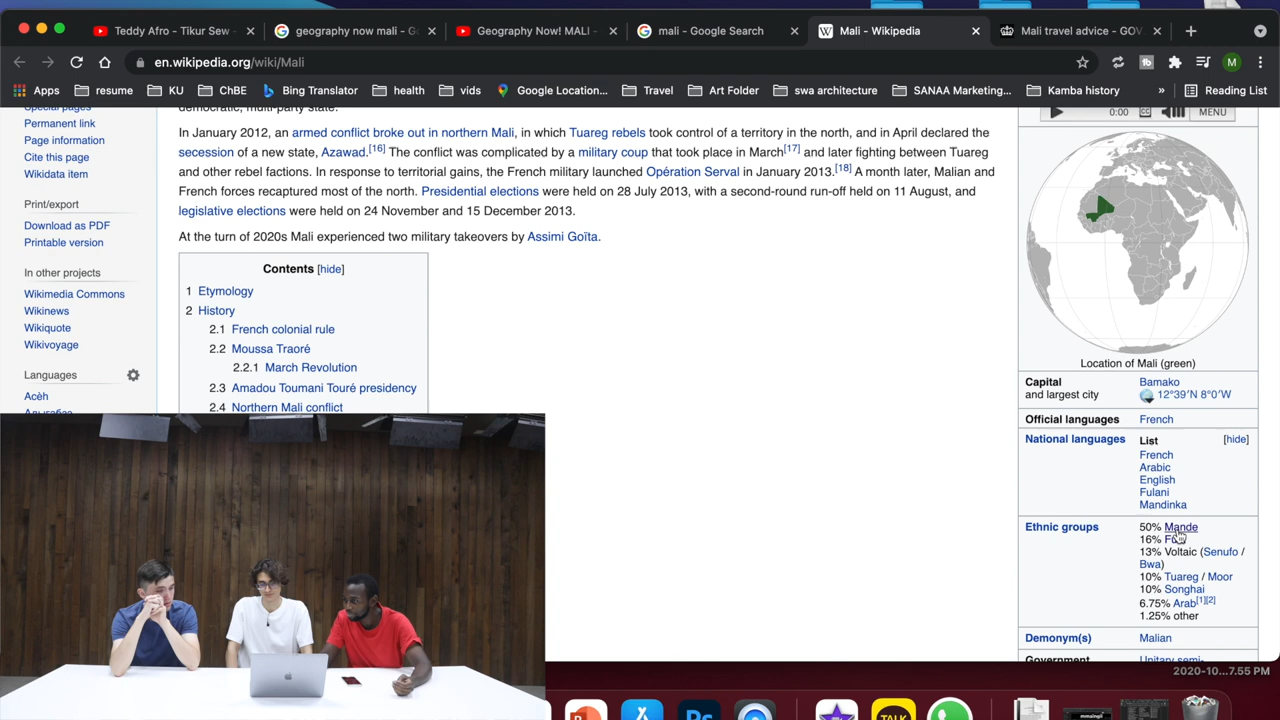 Teddy Afro - Tikur Sew -
geography now mali - G
Geography Now! MALI -
mali - Google Search
Mali - Wikipedia
Mali travel advice - GOV
en.wikipedia.org/wiki/Mali
M
Apps
resume
KU
ChBE
Bing Translator
health
vids
Google Location...
Travel
Art Folder
swa architecture
SANAA Marketing...
Kamba history
»
Reading List
Special pages
Permanent link
Page information
Cite this page
Wikidata item
Print/export
Download as PDF
Printable version
In other projects
Wikimedia Commons
Wikinews
Wikiquote
Wikivoyage
Languages
Acèh
democratic, multi-party state.
In January 2012, an armed conflict broke out in northern Mali, in which Tuareg rebels took control of a territory in the north, and in April declared the
secession of a new state, Azawad.[16] The conflict was complicated by a military coup that took place in March[17] and later fighting between Tuareg
and other rebel factions. In response to territorial gains, the French military launched Opération Serval in January 2013.[18] A month later, Malian and
French forces recaptured most of the north. Presidential elections were held on 28 July 2013, with a second-round run-off held on 11 August, and
legislative elections were held on 24 November and 15 December 2013.
At the turn of 2020s Mali experienced two military takeovers by Assimi Goïta.
Contents [hide]
1 Etymology
2 History
2.1 French colonial rule
2.2 Moussa Traoré
2.2.1 March Revolution
2.3 Amadou Toumani Touré presidency
2.4 Northern Mali conflict
0:00 MENU
Location of Mali (green)
Capital
and largest city
Bamako
12°39′N 8°0′W
Official languages French
National languages List [hide]
French
Arabic
English
Fulani
Mandinka
Ethnic groups 50% Mande
16%
13% Voltaic (Senufo /
Bwa)
10% Tuareg / Moor
10% Songhai
6.75% Arab[1][2]
1.25% other
Demonym(s) Malian
Government Unitary semi-
2020-10...7.55 PM
TALK
Ps